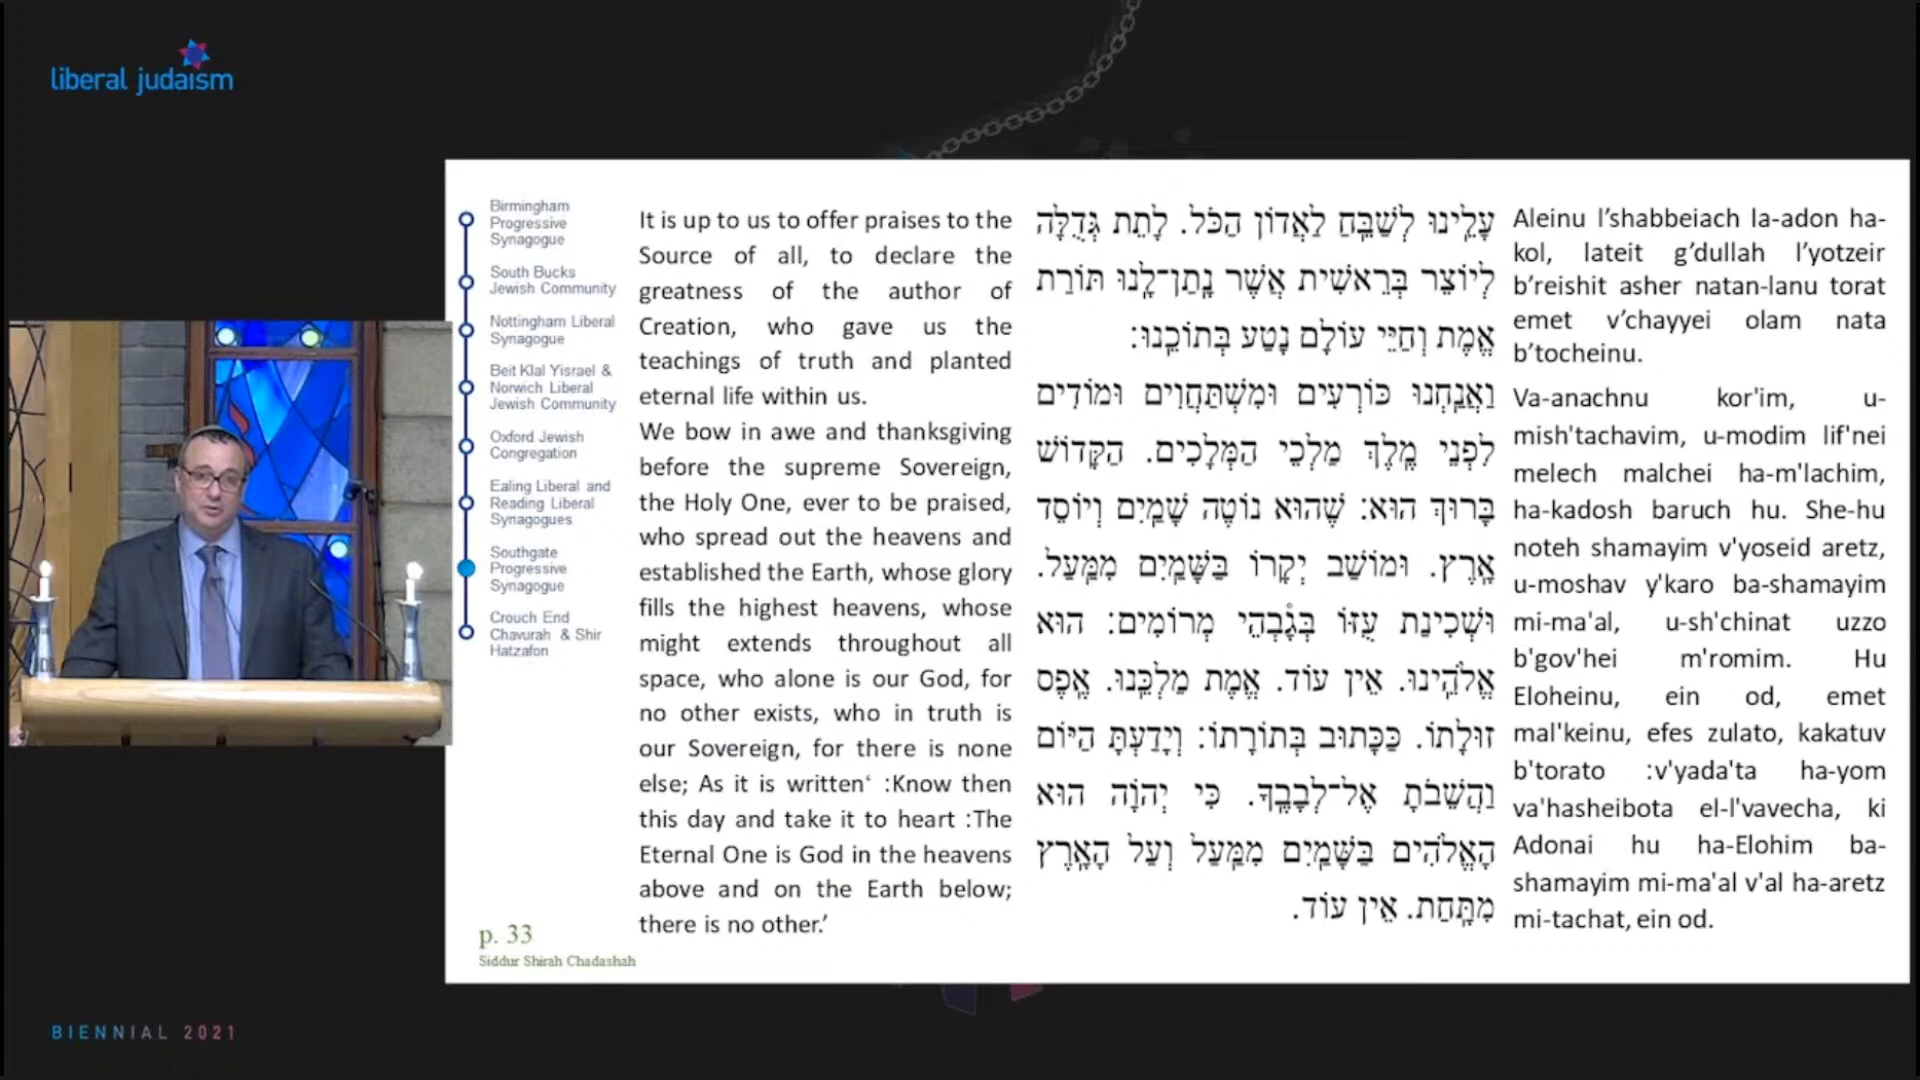 liberal judaism
Birmingham
Progressive
Synagogue
South Bucks
Jewish Community
Nottingham Liberal
Synagogue
Beit Klal Yisrael &
Norwich Liberal
Jewish Community
Oxford Jewish
Congregation
Ealing Liberal and
Reading Liberal
Synagogues
Southgate
Progressive
Synagogue
Crouch End
Chavurah & Shir
Hatzafon
p. 33
Siddur Shirah Chadashah
It is up to us to offer praises to the
Source of all, to declare the
greatness of the author of
Creation, who gave us the
teachings of truth and planted
eternal life within us.
We bow in awe and thanksgiving
before the supreme Sovereign,
the Holy One, ever to be praised,
who spread out the heavens and
established the Earth, whose glory
fills the highest heavens, whose
might extends throughout all
space, who alone is our God, for
no other exists, who in truth is
our Sovereign, for there is none
else; As it is written‘ :Know then
this day and take it to heart :The
Eternal One is God in the heavens
above and on the Earth below;
there is no other.’
עָלֵֽינוּ לְשַׁבֵּֽחַ לַאֲדוֹן הַכֹּל. לָתֵת גְּדֻלָּה
לְיוֹצֵר בְּרֵאשִׁית אֲשֶׁר נָֽתַן־לָֽנוּ תּוֹרַת
אֱמֶת וְחַיֵּי עוֹלָם נָטַע בְּתוֹכֵֽנוּ:
וַאֲנַֽחְנוּ כּוֹרְעִים וּמִשְׁתַּחֲוִים וּמוֹדִים
לִפְנֵי מֶֽלֶךְ מַלְכֵי הַמְּלָכִים. הַקָּדוֹשׁ
בָּרוּךְ הוּא: שֶׁהוּא נוֹטֶה שָׁמַֽיִם וְיוֹסֵד
אָֽרֶץ. וּמוֹשַׁב יְקָרוֹ בַּשָּׁמַֽיִם מִמַּֽעַל.
וּשְׁכִינַת עֻזּוֹ בְּגׇבְהֵי מְרוֹמִים: הוּא
אֱלֹהֵֽינוּ. אֵין עוֹד. אֱמֶת מַלְכֵּֽנוּ. אֶֽפֶס
זוּלָתוֹ. כַּכָּתוּב בְּתוֹרָתוֹ: וְיָדַעְתָּ הַיּוֹם
וַהֲשֵׁבֹתָ אֶל־לְבָבֶֽךָ. כִּי יְהֹוָה הוּא
הָאֱלֹהִים בַּשָּׁמַֽיִם מִמַּֽעַל וְעַל הָאָֽרֶץ
מִתָּֽחַת. אֵין עוֹד.
Aleinu l’shabbeiach la-adon ha-
kol, lateit g’dullah l’yotzeir
b’reishit asher natan-lanu torat
emet v’chayyei olam nata
b’tocheinu.
Va-anachnu kor'im, u-
mish'tachavim, u-modim lif'nei
melech malchei ha-m'lachim,
ha-kadosh baruch hu. She-hu
noteh shamayim v'yoseid aretz,
u-moshav y'karo ba-shamayim
mi-ma'al, u-sh'chinat uzzo
b'gov'hei m'romim. Hu
Eloheinu, ein od, emet
mal'keinu, efes zulato, kakatuv
b'torato :v'yada'ta ha-yom
va'hasheibota el-l'vavecha, ki
Adonai hu ha-Elohim ba-
shamayim mi-ma'al v'al ha-aretz
mi-tachat, ein od.
BIENNIAL 2021